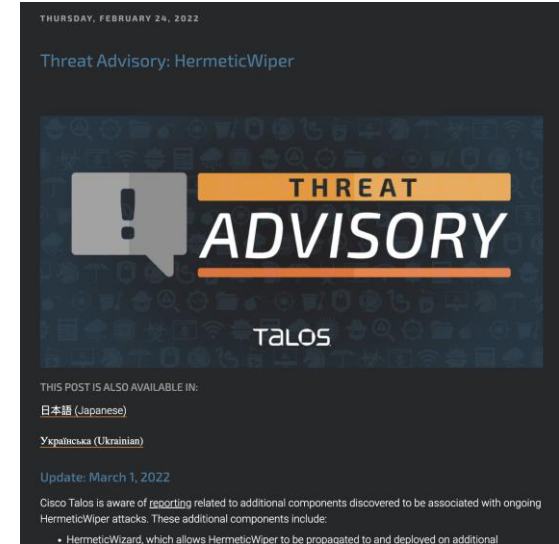 THURSDAY, FEBRUARY 24, 2022
Threat Advisory: HermeticWiper
!
THREAT
ADVISORY
TALOS
THIS POST IS ALSO AVAILABLE IN:
日本語 (Japanese)
Українська (Ukrainian)
Update: March 1, 2022
Cisco Talos is aware of reporting related to additional components discovered to be associated with ongoing
HermeticWiper attacks. These additional components include:
• HermeticWizard, which allows HermeticWiper to be propagated to and deployed on additional